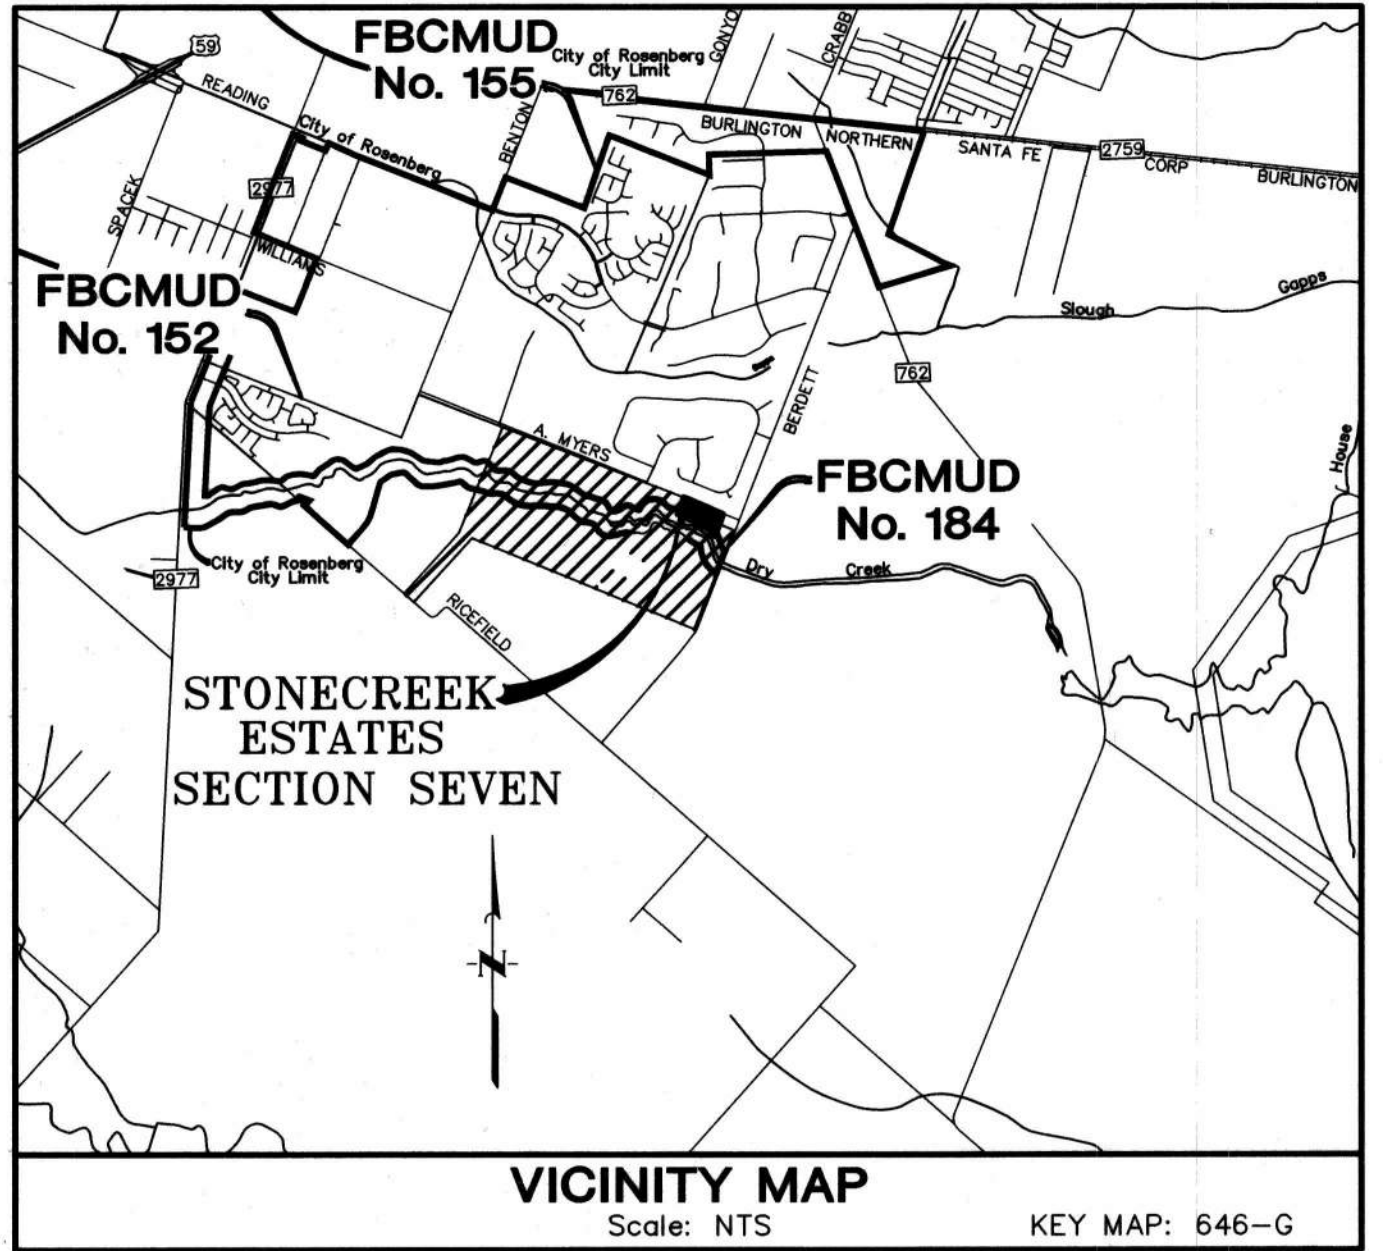 FBCMUD
No. 155
City of Rosenberg
City Limit
GONYO
CRABB
59
READING
762
BENTON
City of Rosenberg
BURLINGTON NORTHERN SANTA FE CORP BURLINGTON
2759
2977
SPACEK
WILLIAMS
FBCMUD
No. 152
Slough
Gapps
762
BERDETT
A. MYERS
House
FBCMUD
No. 184
City of Rosenberg
City Limit
2977
Dry Creek
RICEFIELD
STONECREEK
ESTATES
SECTION SEVEN
N
VICINITY MAP
Scale: NTS
KEY MAP: 646-G